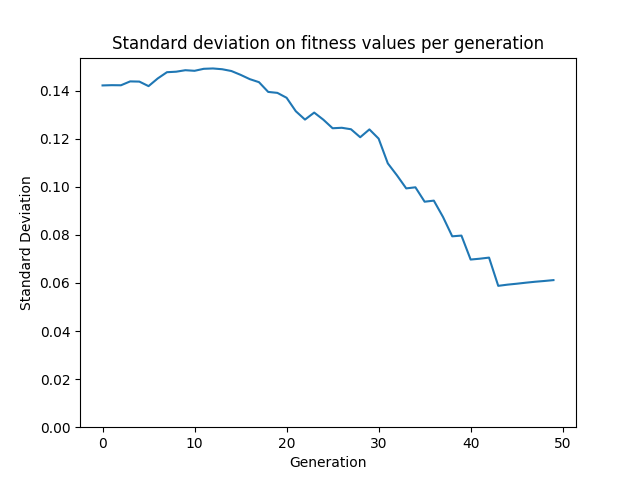 Standard deviation on fitness values per generation
Standard Deviation
0.14
0.12
0.10
0.08
0.06
0.04
0.02
0.00
0 10 20 30 40 50
Generation